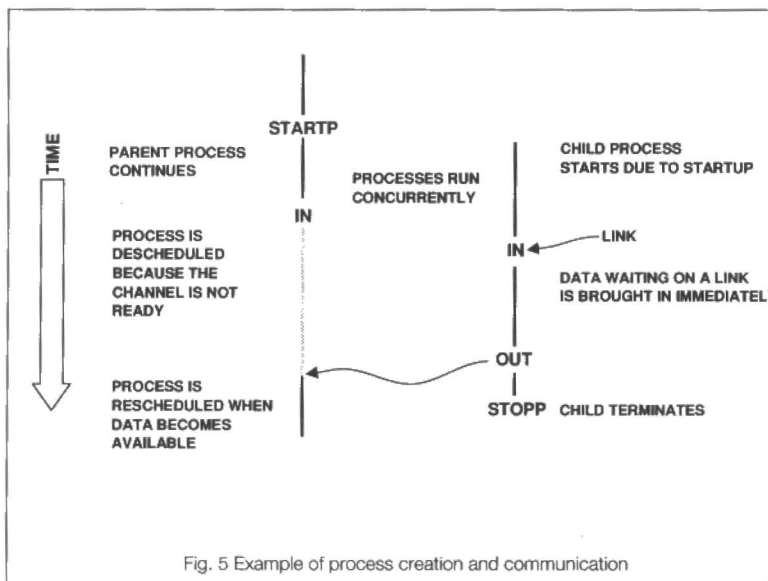 STARTP
TIME
PARENT PROCESS
CONTINUES
CHILD PROCESS
STARTS DUE TO STARTUP
PROCESSES RUN
CONCURRENTLY
IN
PROCESS IS
DESCHEDULED
BECAUSE THE
CHANNEL IS NOT
READY
LINK
IN
DATA WAITING ON A LINK
IS BROUGHT IN IMMEDIATEL
OUT
PROCESS IS
RESCHEDULED WHEN
DATA BECOMES
AVAILABLE
STOPP
CHILD TERMINATES
Fig. 5 Example of process creation and communication